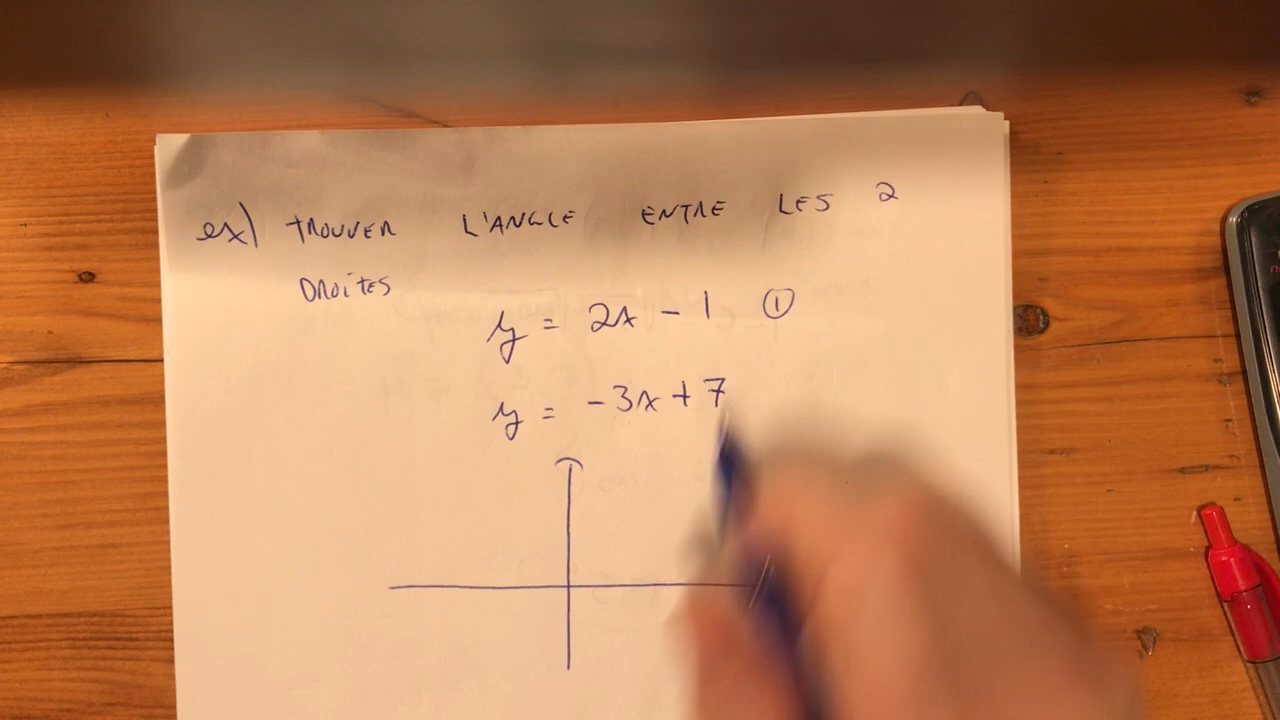 ex) TROUVER L'ANGLE ENTRE LES 2
DROITES
y = 2x - 1 ①
y = -3x + 7